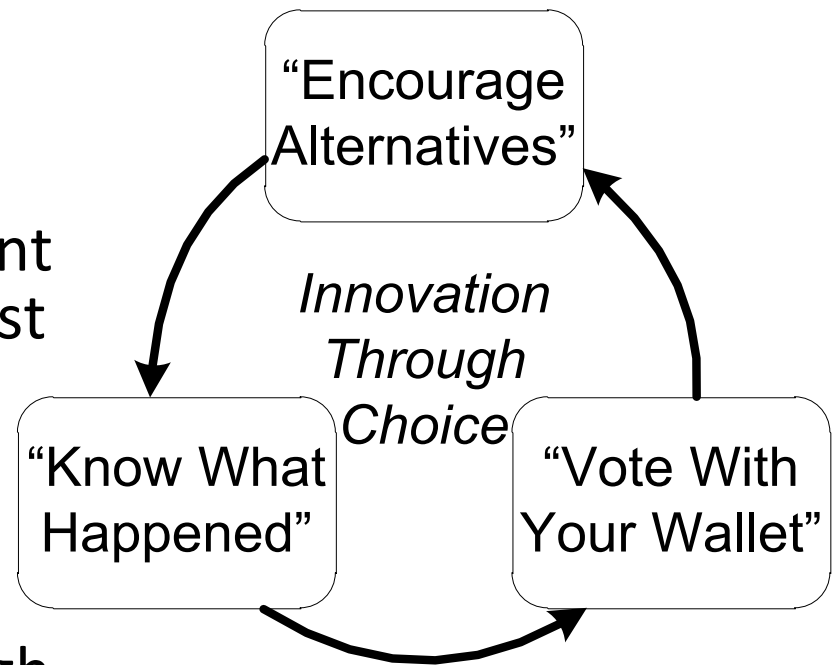 “Encourage
Alternatives”
Innovation
Through
Choice
“Know What
Happened”
“Vote With
Your Wallet”